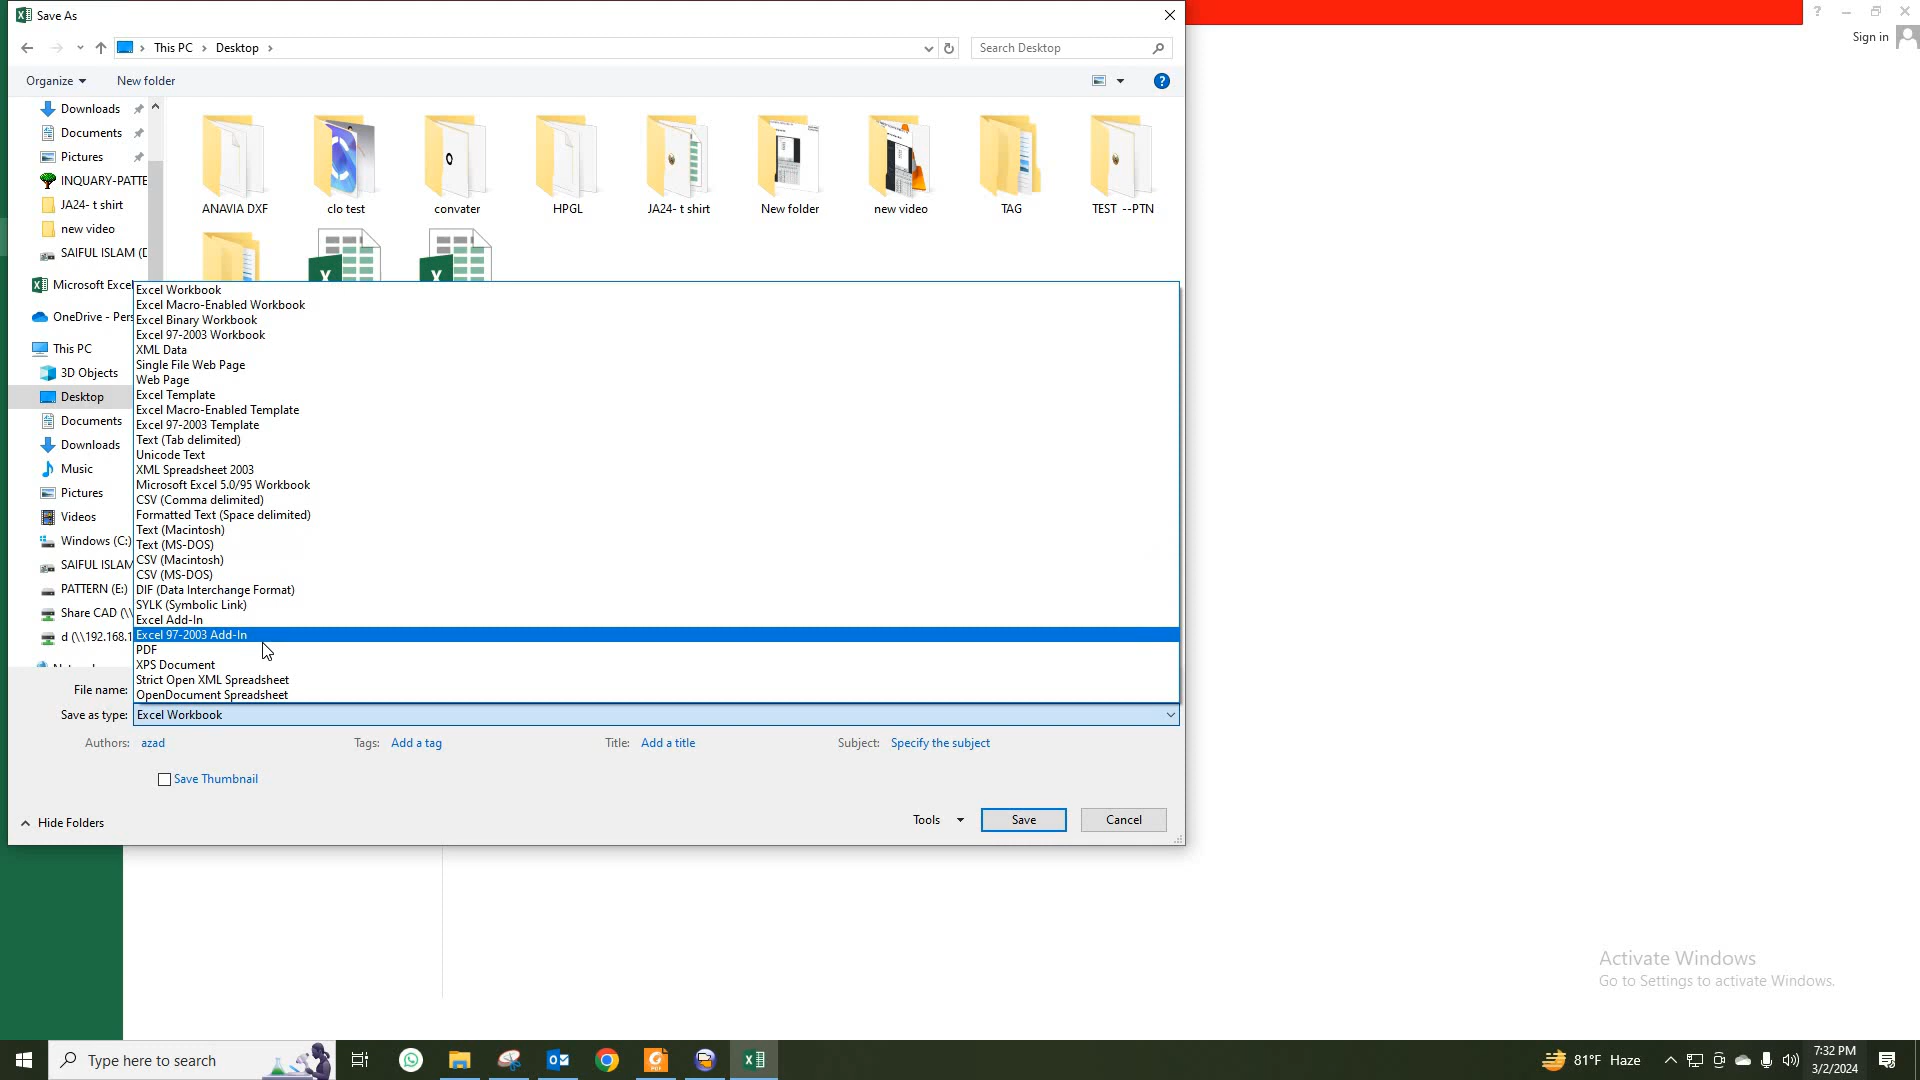 Save As
This PC > Desktop >
Search Desktop
Sign in
Organize
New folder
Downloads
Documents
Pictures
INQUARY-PATTE
JA24- t shirt
new video
SAIFUL ISLAM (D
Microsoft Excel
OneDrive - Pers
This PC
3D Objects
Desktop
Documents
Downloads
Music
Pictures
Videos
Windows (C:)
SAIFUL ISLAM
PATTERN (E:)
Share CAD (\\
d (\\192.168.1
ANAVIA DXF
clo test
convater
HPGL
JA24- t shirt
New folder
new video
TAG
TEST --PTN
Excel Workbook
Excel Macro-Enabled Workbook
Excel Binary Workbook
Excel 97-2003 Workbook
XML Data
Single File Web Page
Web Page
Excel Template
Excel Macro-Enabled Template
Excel 97-2003 Template
Text (Tab delimited)
Unicode Text
XML Spreadsheet 2003
Microsoft Excel 5.0/95 Workbook
CSV (Comma delimited)
Formatted Text (Space delimited)
Text (Macintosh)
Text (MS-DOS)
CSV (Macintosh)
CSV (MS-DOS)
DIF (Data Interchange Format)
SYLK (Symbolic Link)
Excel Add-In
Excel 97-2003 Add-In
PDF
XPS Document
Strict Open XML Spreadsheet
OpenDocument Spreadsheet
File name:
Save as type: Excel Workbook
Authors: azad Tags: Add a tag Title: Add a title Subject: Specify the subject
Save Thumbnail
Hide Folders
Tools
Save
Cancel
Activate Windows
Go to Settings to activate Windows.
Type here to search
81°F Haze
7:32 PM
3/2/2024